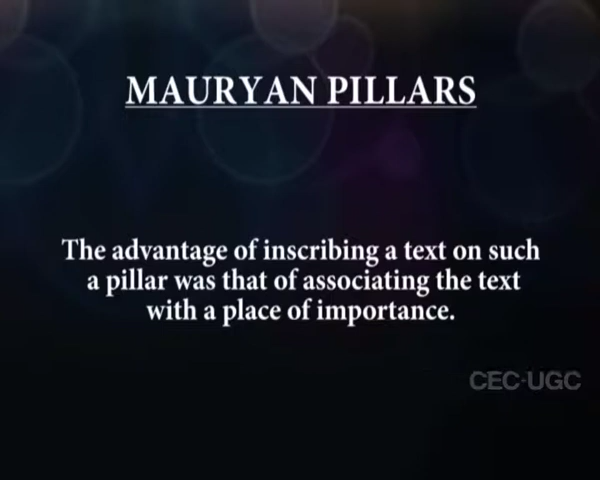 MAURYAN PILLARS
The advantage of inscribing a text on such
a pillar was that of associating the text
with a place of importance.
CEC-UGC